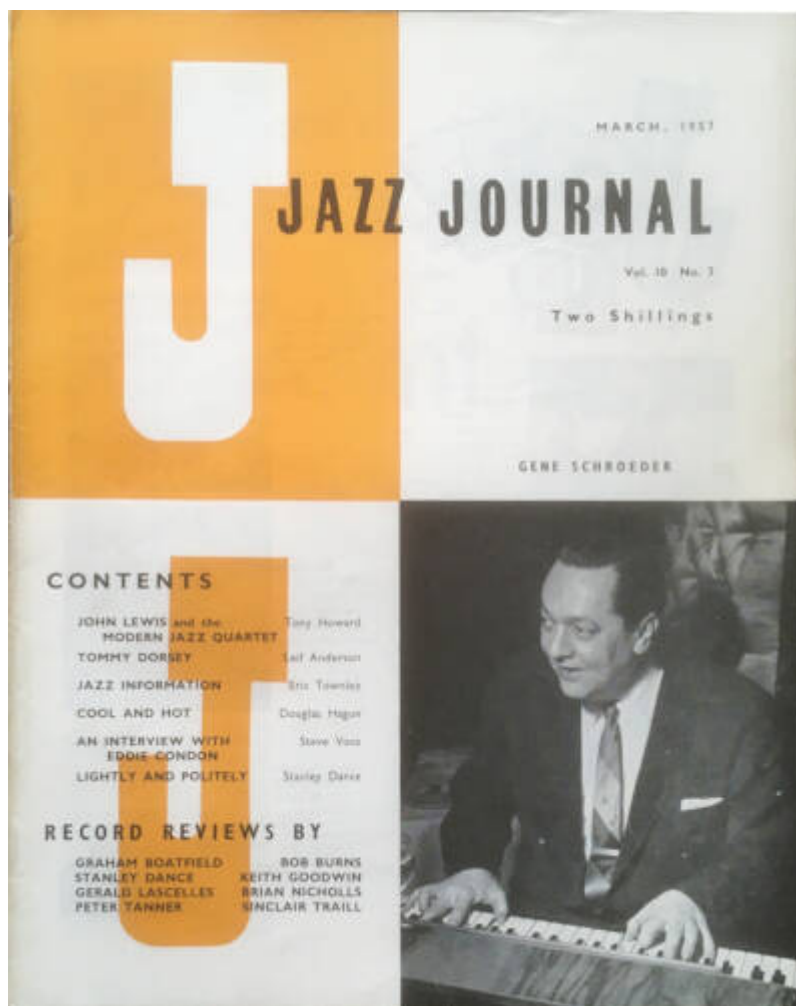 MARCH, 1957
JAZZ JOURNAL
Vol. 10 No. 3
Two Shillings
GENE SCHROEDER
CONTENTS
JOHN LEWIS and the Tony Howard
MODERN JAZZ QUARTET
TOMMY DORSEY Leif Anderson
JAZZ INFORMATION Eric Townley
COOL AND HOT Douglas Hague
AN INTERVIEW WITH Steve Voce
EDDIE CONDON
LIGHTLY AND POLITELY Stanley Dance
RECORD REVIEWS BY
GRAHAM BOATFIELD BOB BURNS
STANLEY DANCE KEITH GOODWIN
GERALD LASCELLES BRIAN NICHOLLS
PETER TANNER SINCLAIR TRAILL